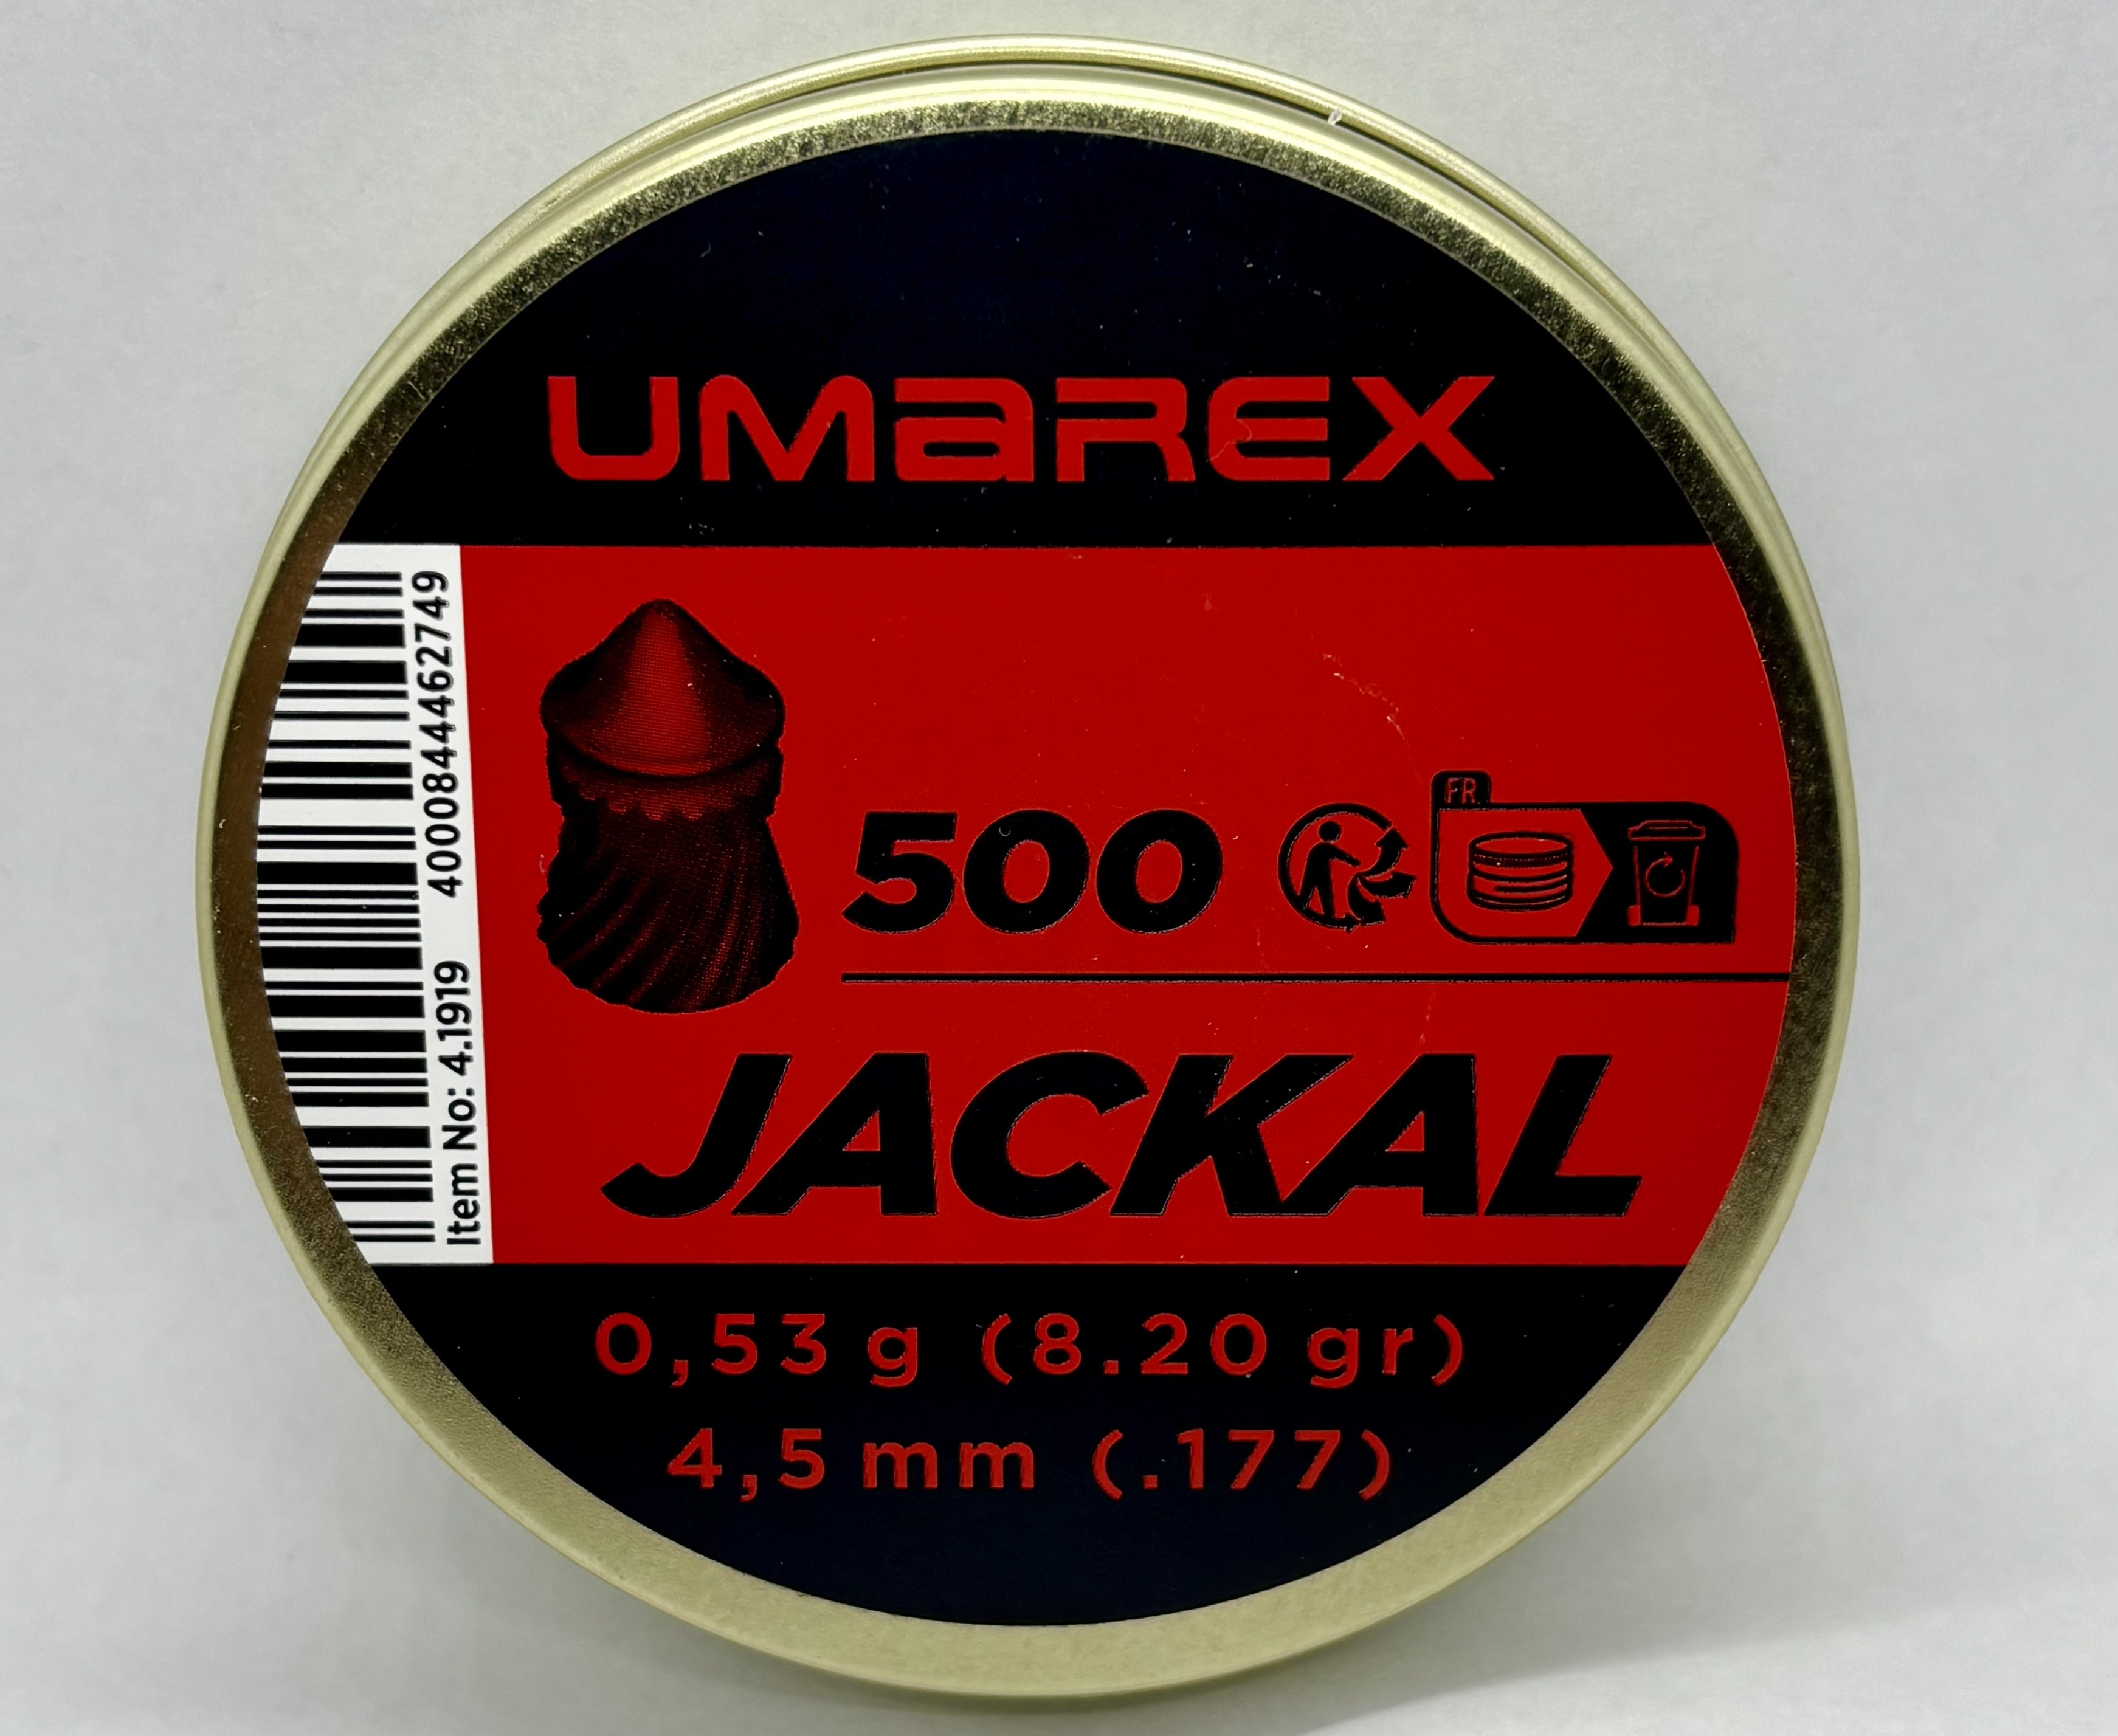 UMAREX
4000844462749
Item No: 4.1919
FR
500
JACKAL
0,53 g (8.20 gr)
4,5 mm (.177)